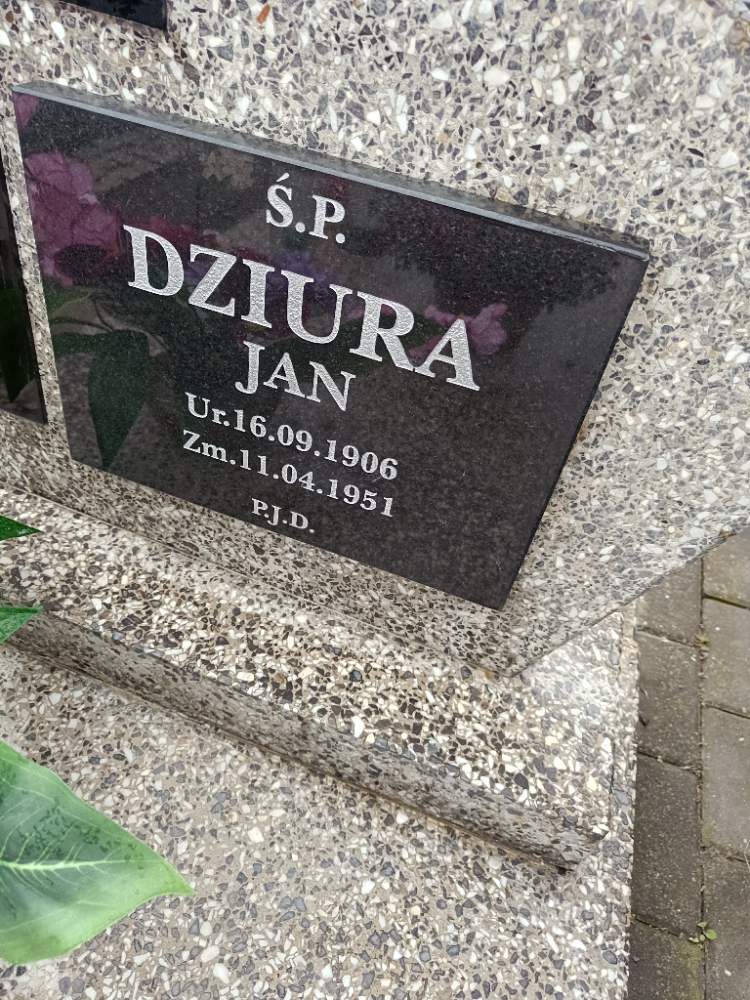 Ś.P.
DZIURA
JAN
Ur.16.09.1906
Zm.11.04.1951
P.J.D.